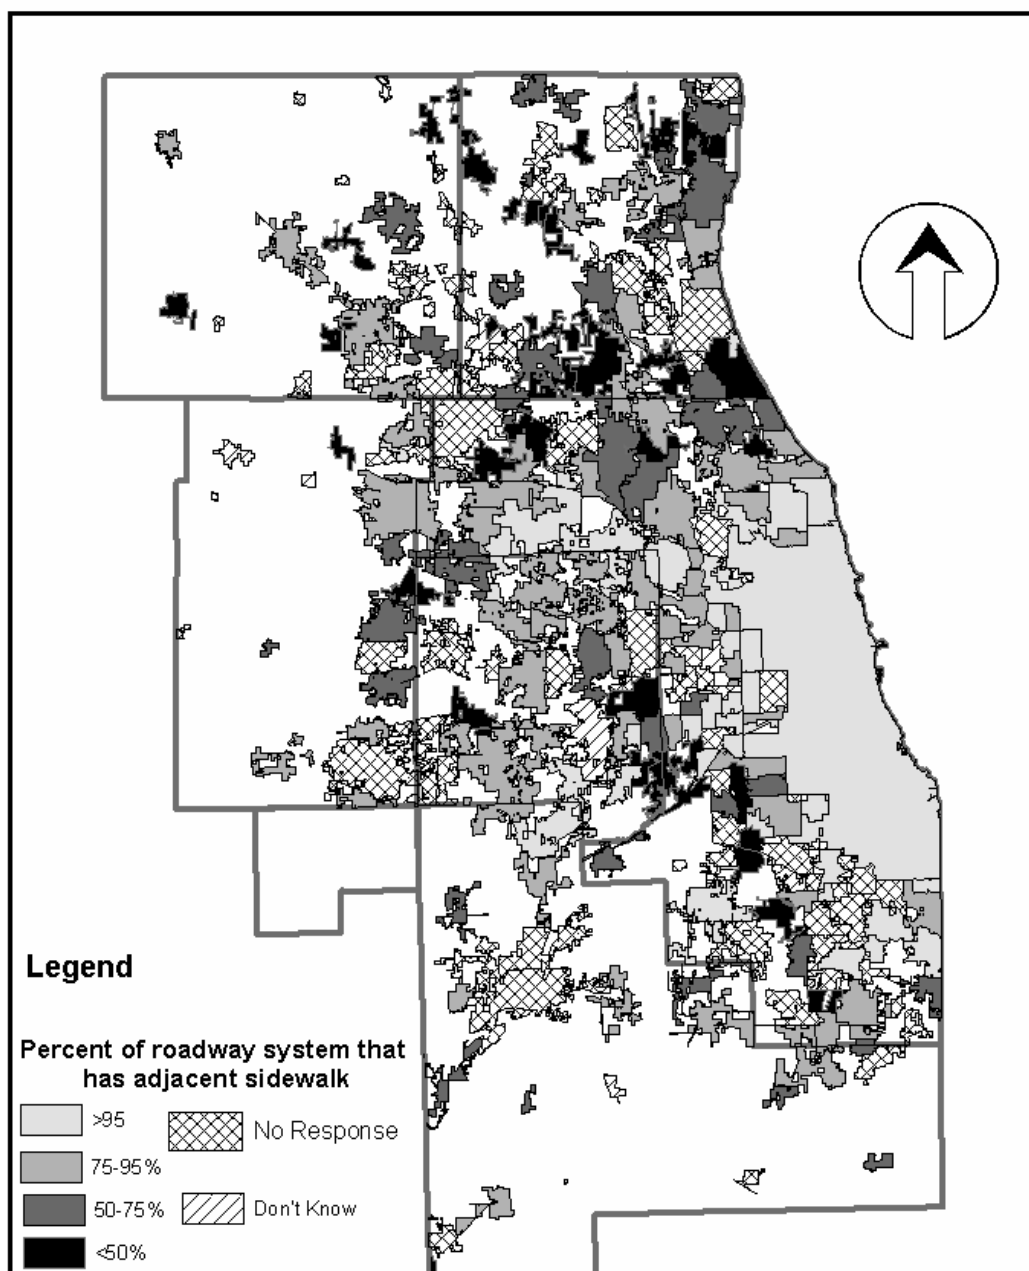 Legend
Percent of roadway system that
has adjacent sidewalk
>95
No Response
75-95%
50-75%
Don't Know
<50%